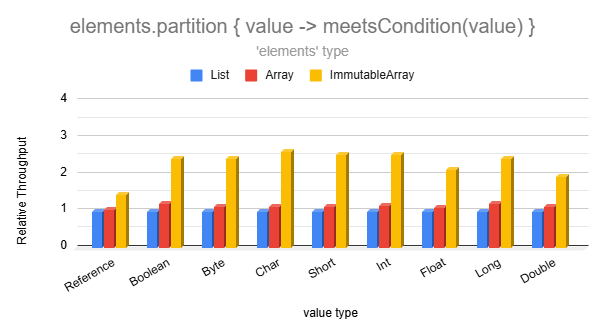 elements.partition { value -> meetsCondition(value) }
'elements' type
List Array ImmutableArray
4
3
2
1
0
Relative Throughput
Reference Boolean Byte Char Short Int Float Long Double
value type